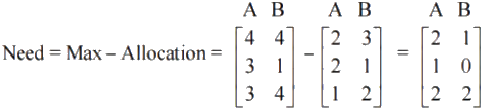 A B A B A B
4 4 2 3 2 1
Need = Max – Allocation = 3 1 – 2 1 = 1 0
3 4 1 2 2 2